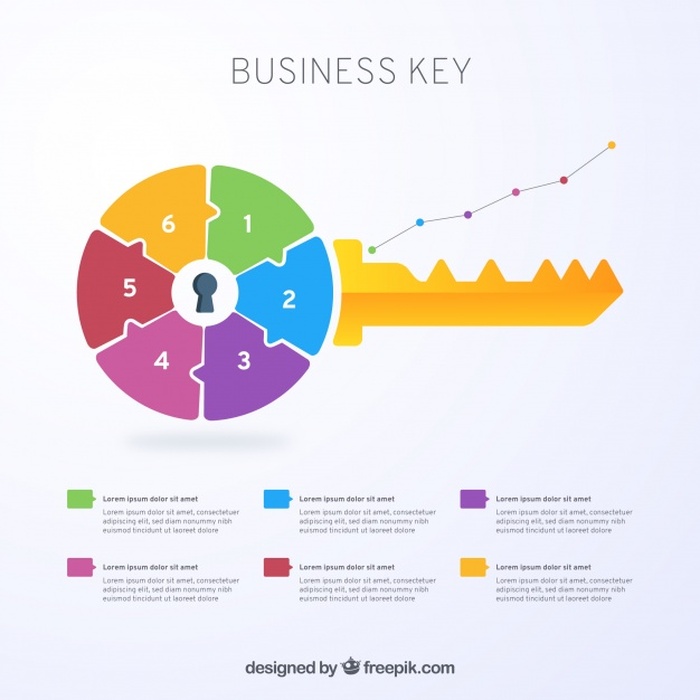 BUSINESS KEY
6
1
5
2
4
3
Lorem ipsum dolor sit amet
Lorem ipsum dolor sit amet, consectetuer
adipiscing elit, sed diam nonummy nibh
euismod tincidunt ut laoreet dolore
Lorem ipsum dolor sit amet
Lorem ipsum dolor sit amet, consectetuer
adipiscing elit, sed diam nonummy nibh
euismod tincidunt ut laoreet dolore
Lorem ipsum dolor sit amet
Lorem ipsum dolor sit amet, consectetuer
adipiscing elit, sed diam nonummy nibh
euismod tincidunt ut laoreet dolore
Lorem ipsum dolor sit amet
Lorem ipsum dolor sit amet, consectetuer
adipiscing elit, sed diam nonummy nibh
euismod tincidunt ut laoreet dolore
Lorem ipsum dolor sit amet
Lorem ipsum dolor sit amet, consectetuer
adipiscing elit, sed diam nonummy nibh
euismod tincidunt ut laoreet dolore
Lorem ipsum dolor sit amet
Lorem ipsum dolor sit amet, consectetuer
adipiscing elit, sed diam nonummy nibh
euismod tincidunt ut laoreet dolore
designed by freepik.com